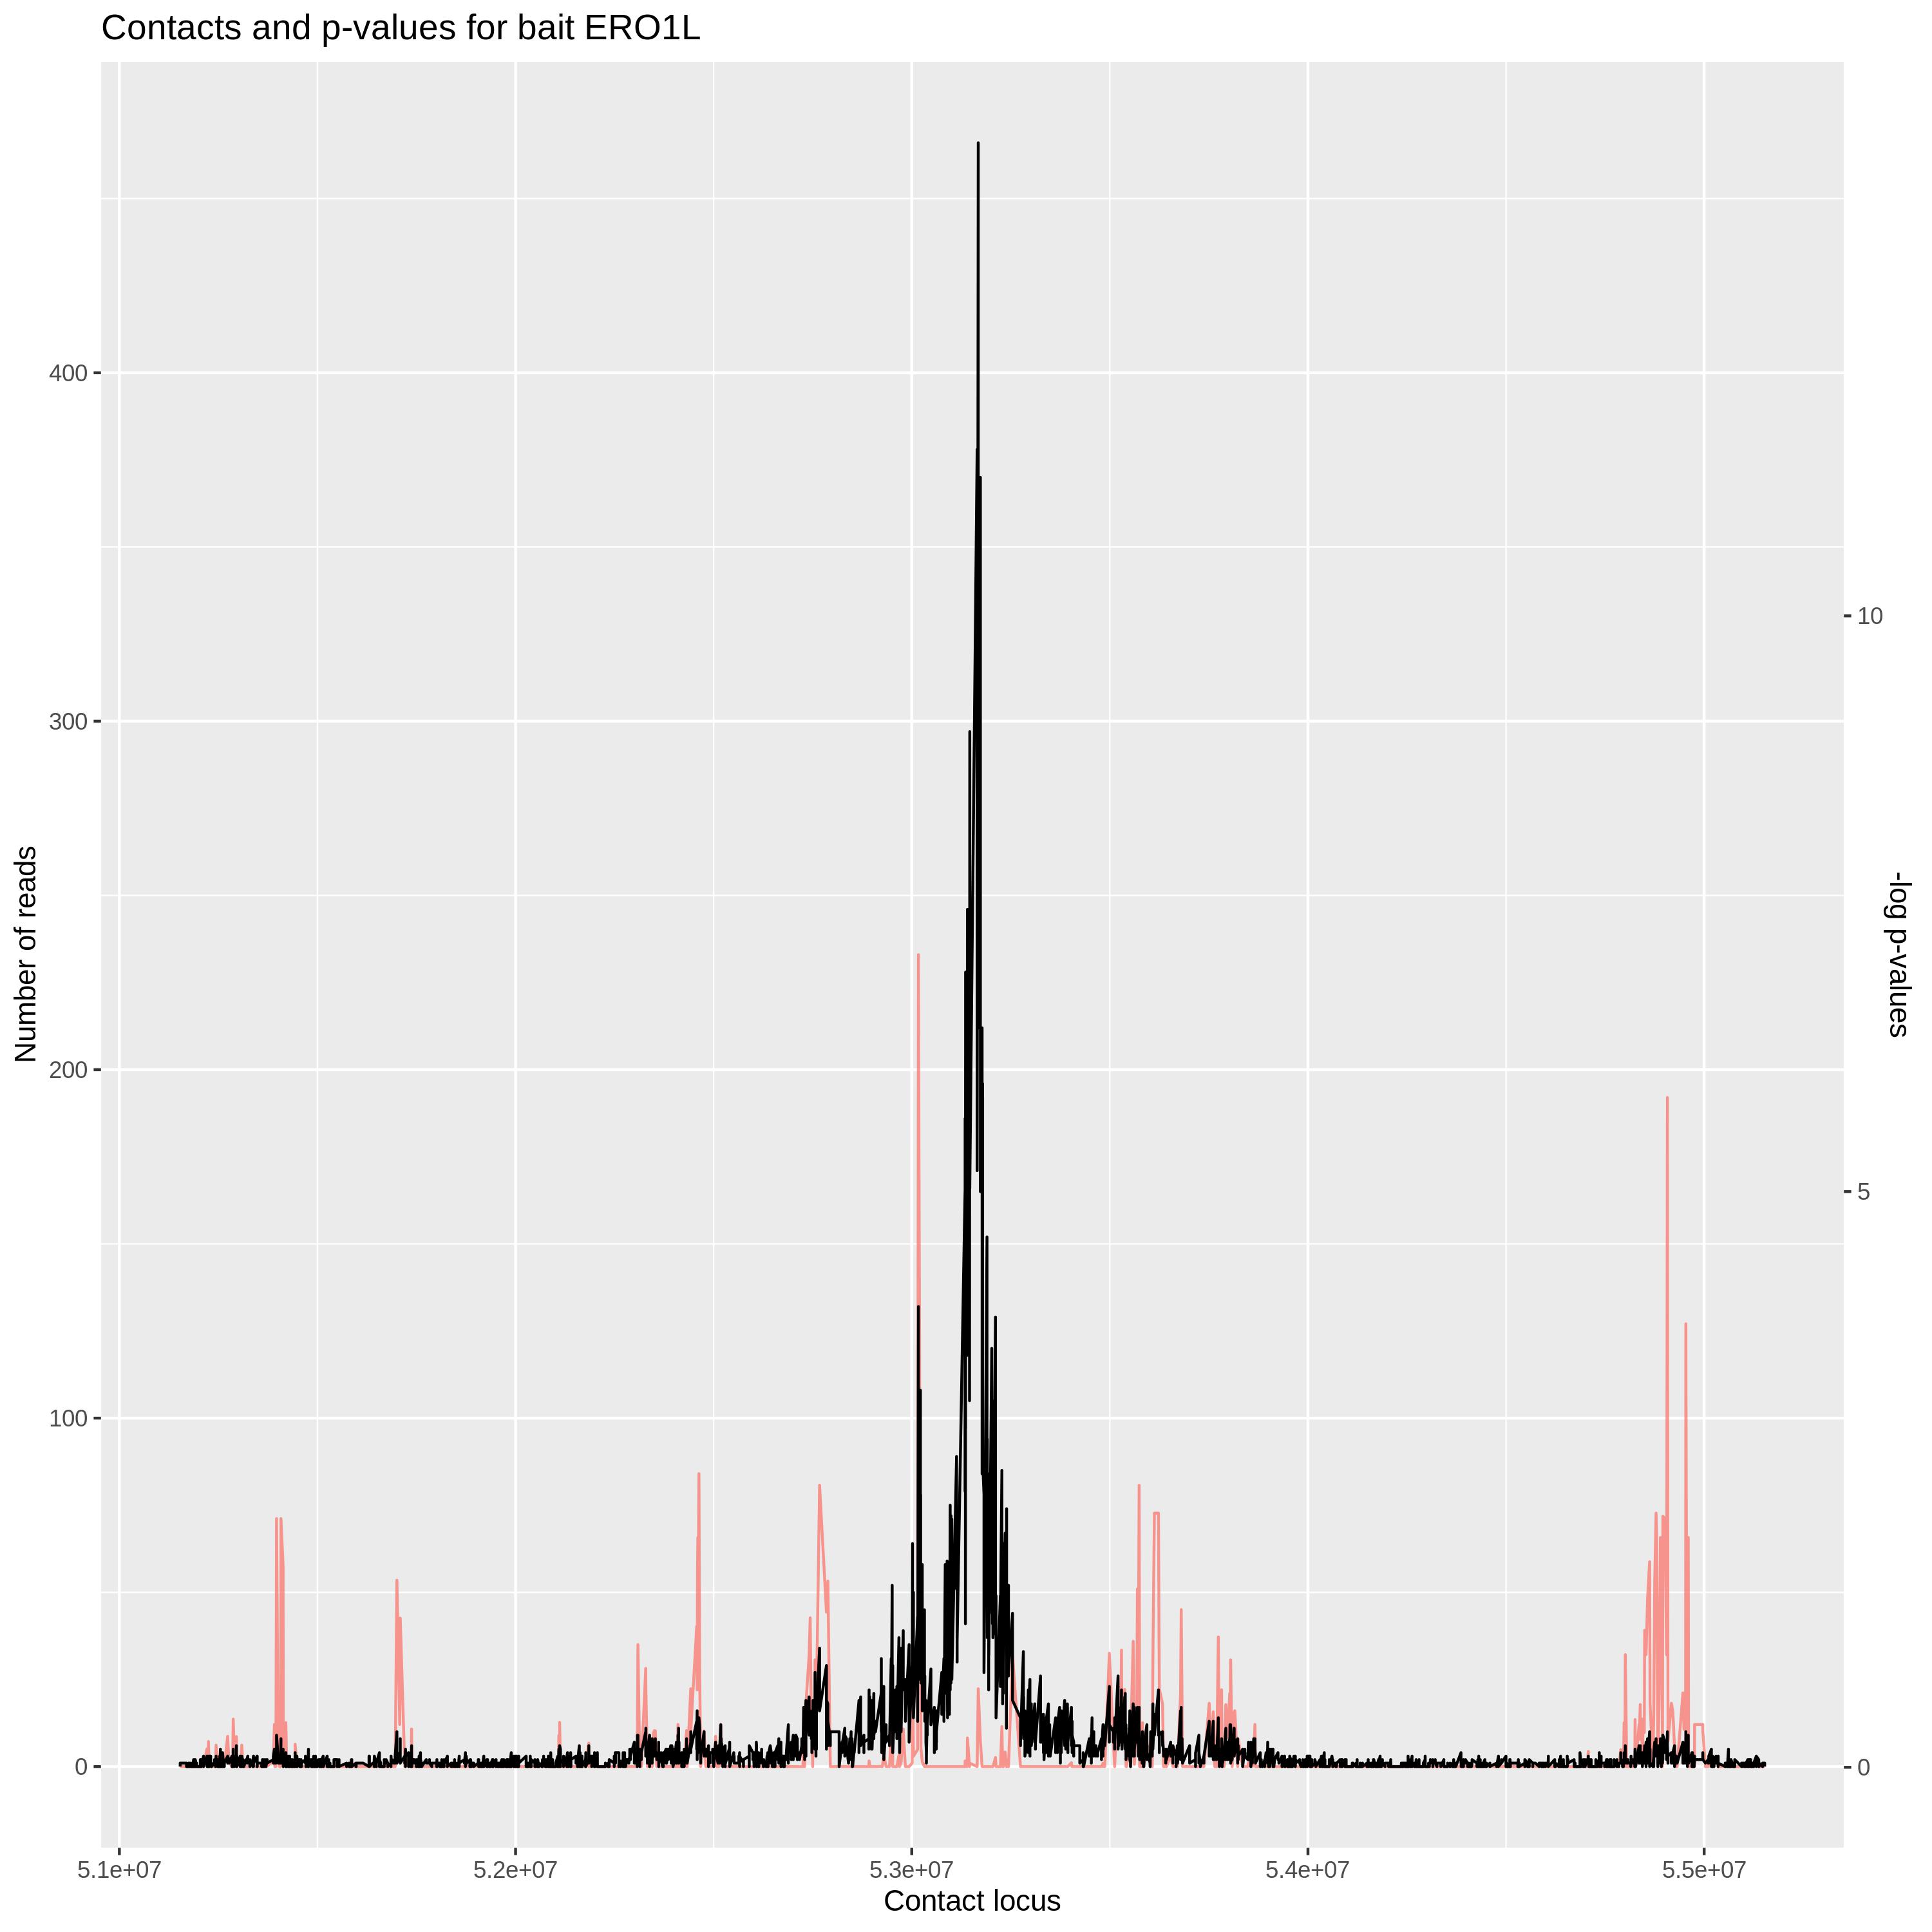 Contacts and p-values for bait ERO1L
Number of reads
400
300
200
100
0
10
5
0
-log p-values
5.1e+07
5.2e+07
5.3e+07
5.4e+07
5.5e+07
Contact locus